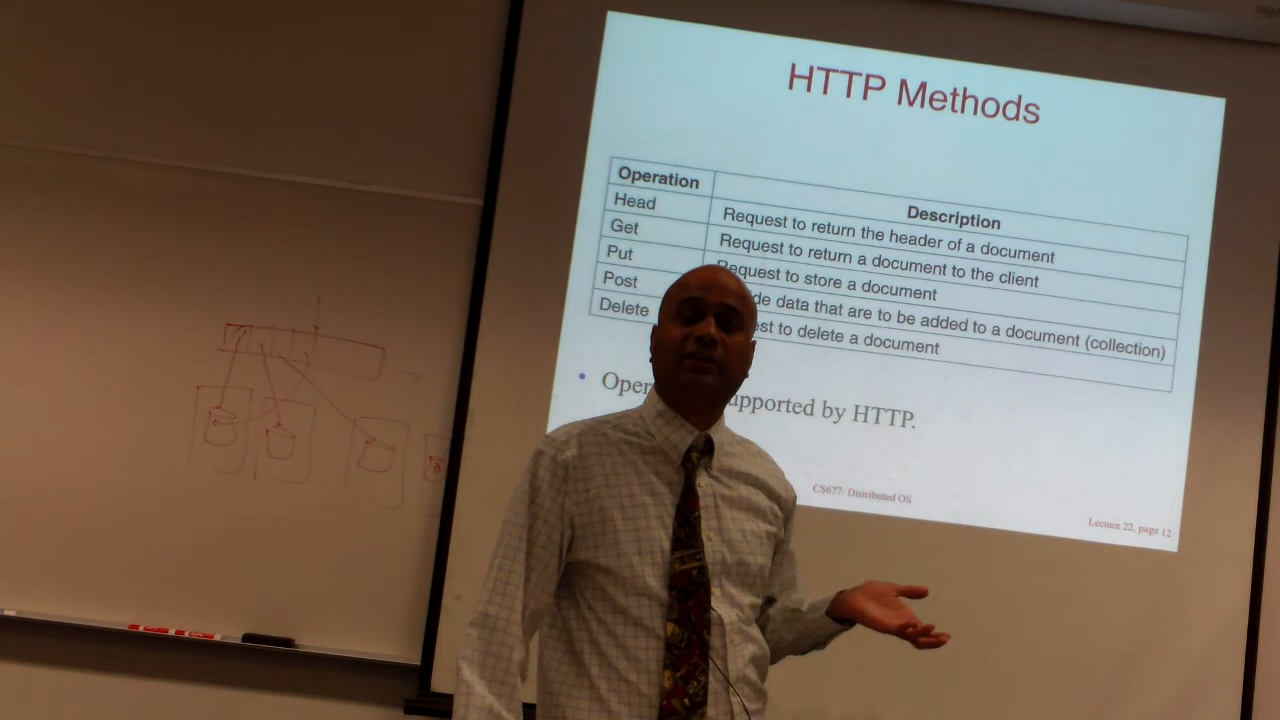 HTTP Methods
Operation Description
Head Request to return the header of a document
Get Request to return a document to the client
Put Request to store a document
Post de data that are to be added to a document (collection)
Delete est to delete a document
• Oper upported by HTTP.
CS677: Distributed OS
Lecture 22, page 12